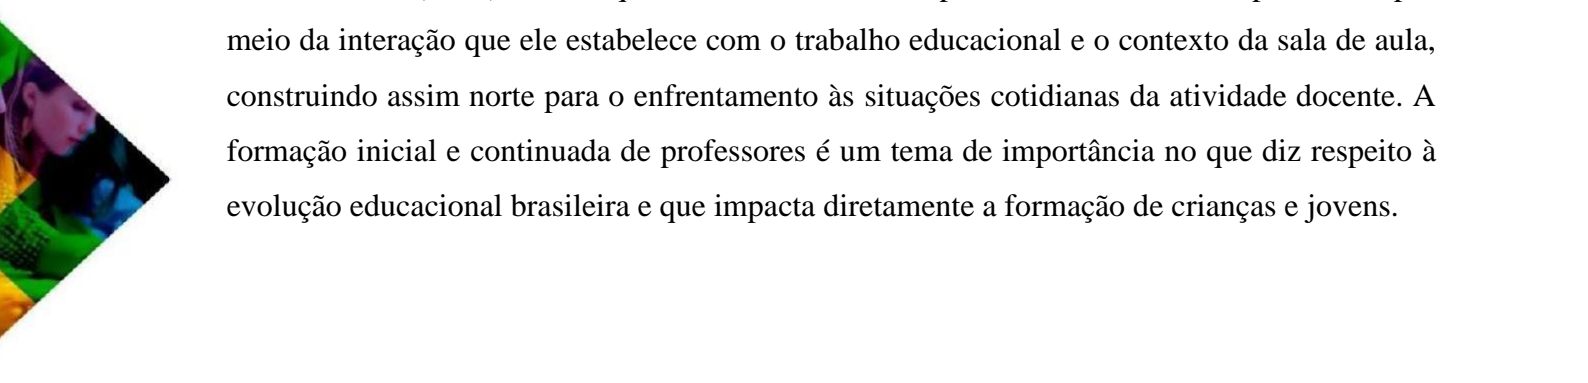 meio da interação que ele estabelece com o trabalho educacional e o contexto da sala de aula,
construindo assim norte para o enfrentamento às situações cotidianas da atividade docente. A
formação inicial e continuada de professores é um tema de importância no que diz respeito à
evolução educacional brasileira e que impacta diretamente a formação de crianças e jovens.